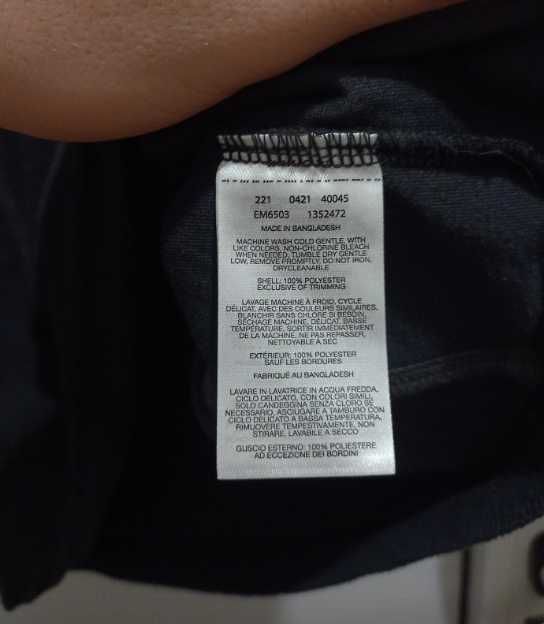 221 0421 40045
EM6503 1352472
MADE IN BANGLADESH
MACHINE WASH COLD GENTLE, WITH
LIKE COLORS, NON-CHLORINE BLEACH
WHEN NEEDED, TUMBLE DRY GENTLE
LOW, REMOVE PROMPTLY, DO NOT IRON,
DRYCLEANABLE
SHELL: 100% POLYESTER
EXCLUSIVE OF TRIMMING
LAVAGE MACHINE À FROID, CYCLE
DÉLICAT, AVEC DES COULEURS SIMILAIRES,
BLANCHIR SANS CHLORE SI BESOIN,
SÉCHAGE MACHINE, DÉLICAT, BASSE
TEMPÉRATURE, SORTIR IMMÉDIATEMENT
DE LA MACHINE, NE PAS REPASSER,
NETTOYABLE A SEC
EXTÉRIEUR: 100% POLYESTER
SAUF LES BORDURES
FABRIQUÉ AU BANGLADESH
LAVARE IN LAVATRICE IN ACQUA FREDDA,
CICLO DELICATO, CON COLORI SIMILI,
SOLO CANDEGGINA SENZA CLORO SE
NECESSARIO, ASCIUGARE A TAMBURO CON
CICLO DELICATO A BASSA TEMPERATURA,
RIMUOVERE TEMPESTIVAMENTE, NON
STIRARE, LAVABILE A SECCO
GUSCIO ESTERNO: 100% POLIESTERE
AD ECCEZIONE DEI BORDINI